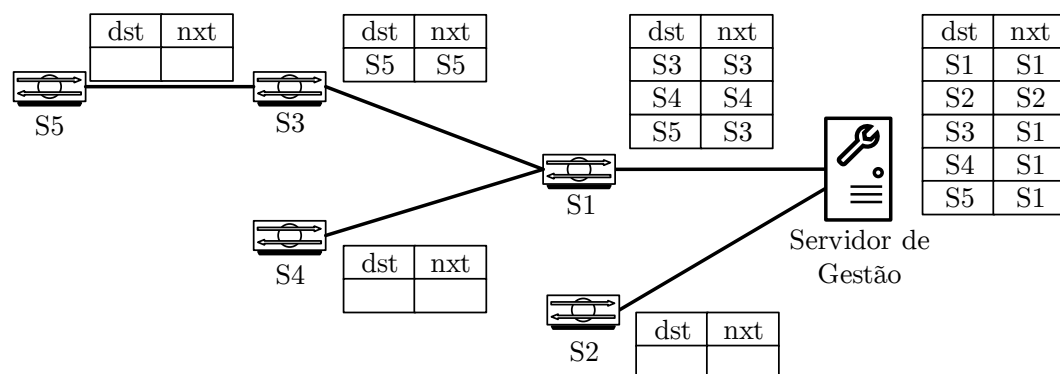 dst nxt
S5
dst nxt
S5 S5
S3
dst nxt
S3 S3
S4 S4
S5 S3
S1
dst nxt
S1 S1
S2 S2
S3 S1
S4 S1
S5 S1
Servidor de
Gestão
S4
dst nxt
S2
dst nxt